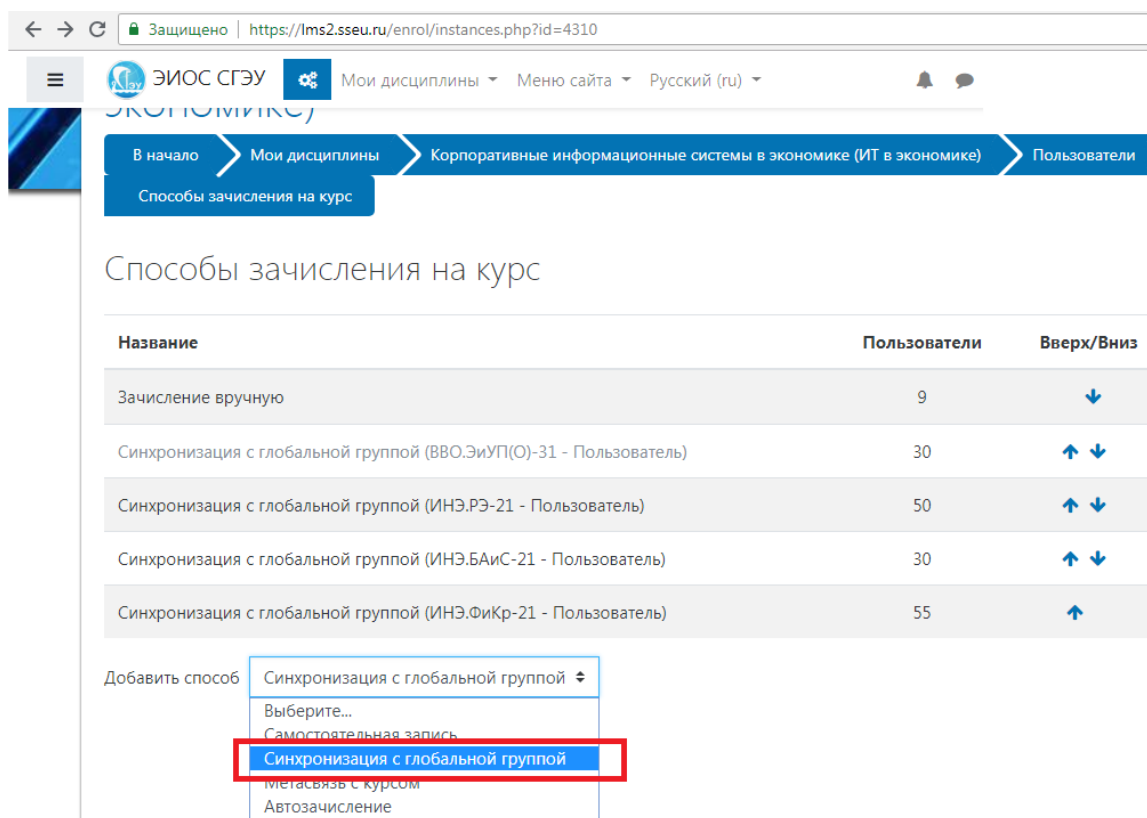 Защищено | https://lms2.sseu.ru/enrol/instances.php?id=4310
ЭИОС СГЭУ Мои дисциплины Меню сайта Русский (ru)
ЭКОНОМИКЕ)
В начало Мои дисциплины Корпоративные информационные системы в экономике (ИТ в экономике) Пользователи
Способы зачисления на курс
Способы зачисления на курс
Название Пользователи Вверх/Вниз
Зачисление вручную 9
Синхронизация с глобальной группой (ВВО.ЭиУП(О)-31 - Пользователь) 30
Синхронизация с глобальной группой (ИНЭ.РЭ-21 - Пользователь) 50
Синхронизация с глобальной группой (ИНЭ.БАиС-21 - Пользователь) 30
Синхронизация с глобальной группой (ИНЭ.ФиКр-21 - Пользователь) 55
Добавить способ Синхронизация с глобальной группой
Выберите...
Самостоятельная запись
Синхронизация с глобальной группой
Метасвязь с курсом
Автозачисление